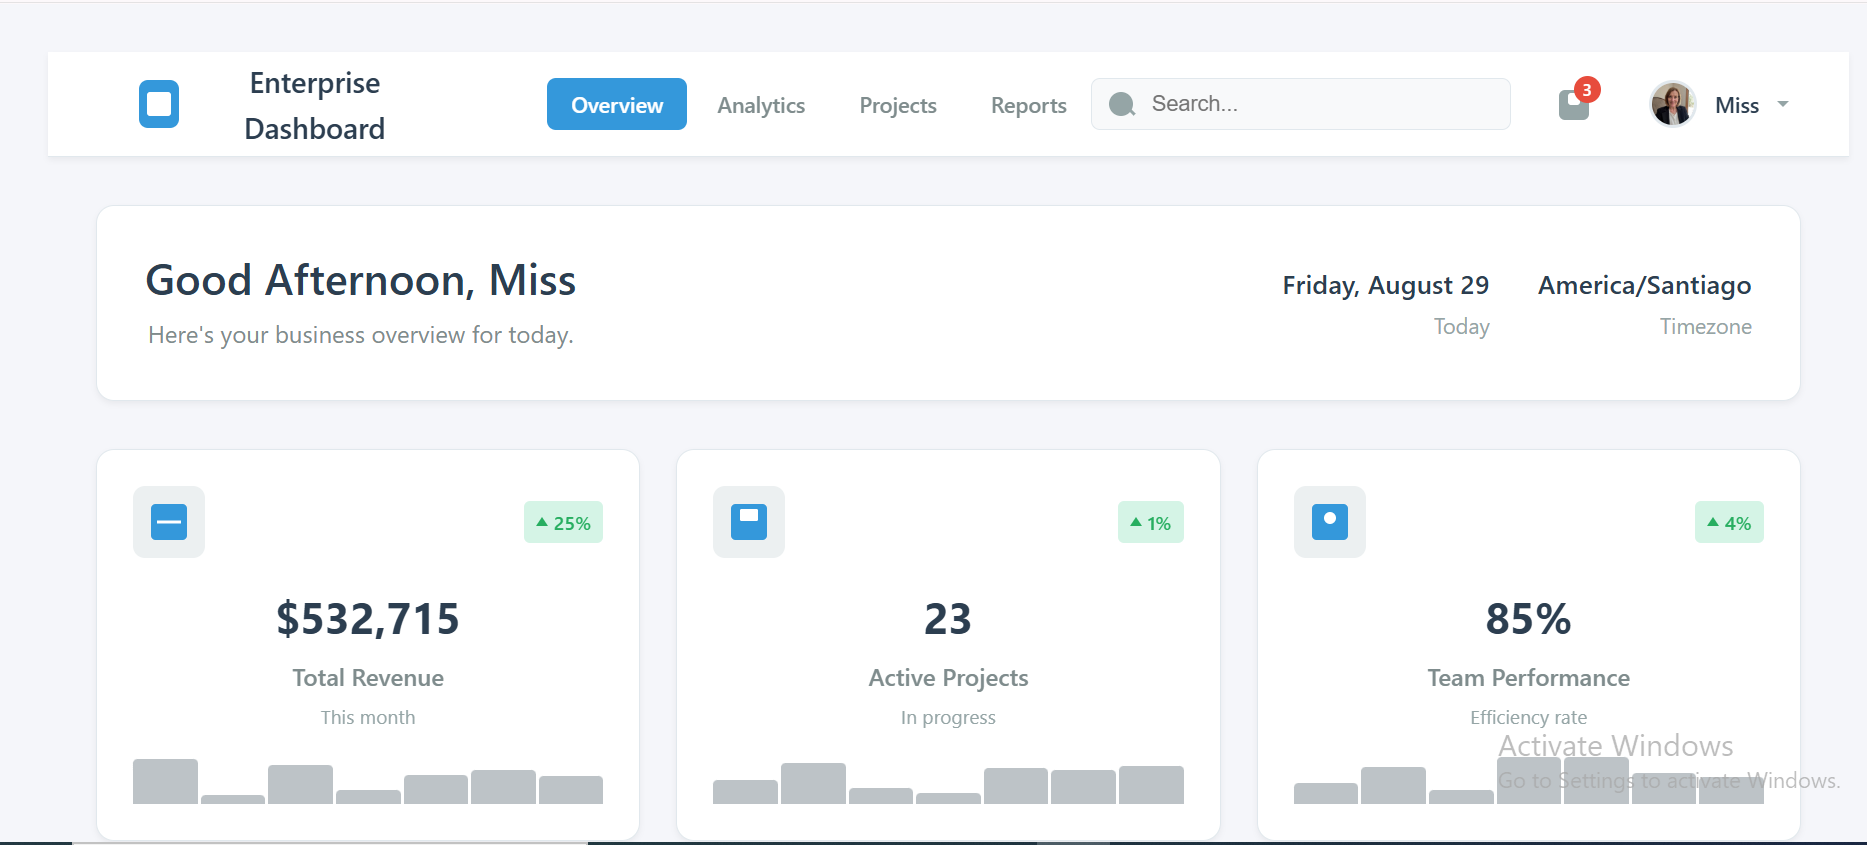 Enterprise
Dashboard
Overview
Analytics
Projects
Reports
Search...
3
Miss
Good Afternoon, Miss
Here's your business overview for today.
Friday, August 29
Today
America/Santiago
Timezone
25%
$532,715
Total Revenue
This month
1%
23
Active Projects
In progress
4%
85%
Team Performance
Efficiency rate
Activate Windows
Go to Settings to activate Windows.